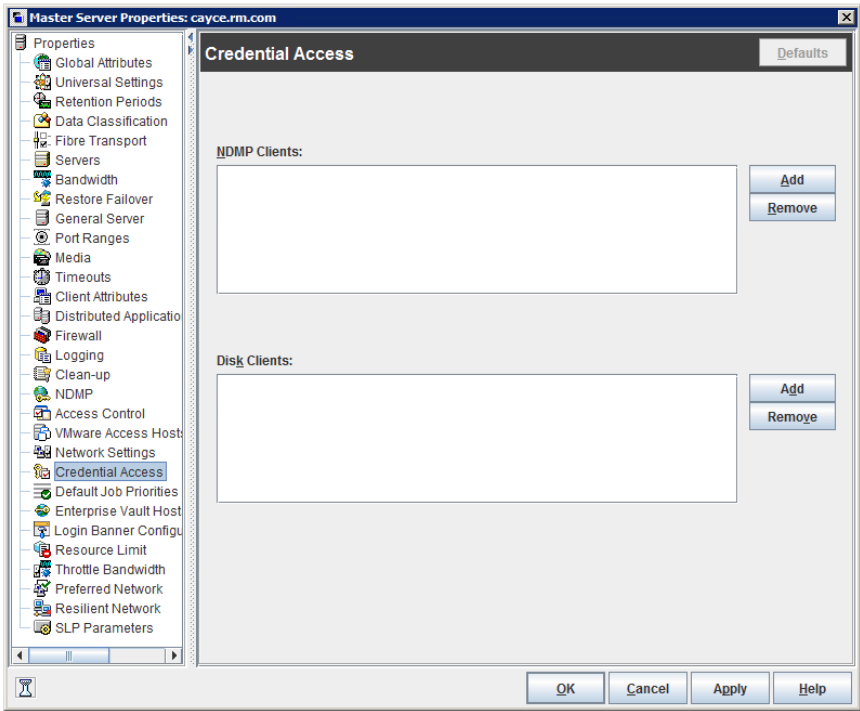 Master Server Properties: cayce.rm.com
Properties
Global Attributes
Universal Settings
Retention Periods
Data Classification
Fibre Transport
Servers
Bandwidth
Restore Failover
General Server
Port Ranges
Media
Timeouts
Client Attributes
Distributed Applicatio
Firewall
Logging
Clean-up
NDMP
Access Control
VMware Access Host
Network Settings
Credential Access
Default Job Priorities
Enterprise Vault Host
Login Banner Configu
Resource Limit
Throttle Bandwidth
Preferred Network
Resilient Network
SLP Parameters
Credential Access
Defaults
NDMP Clients:
Add
Remove
Disk Clients:
Add
Remove
OK
Cancel
Apply
Help